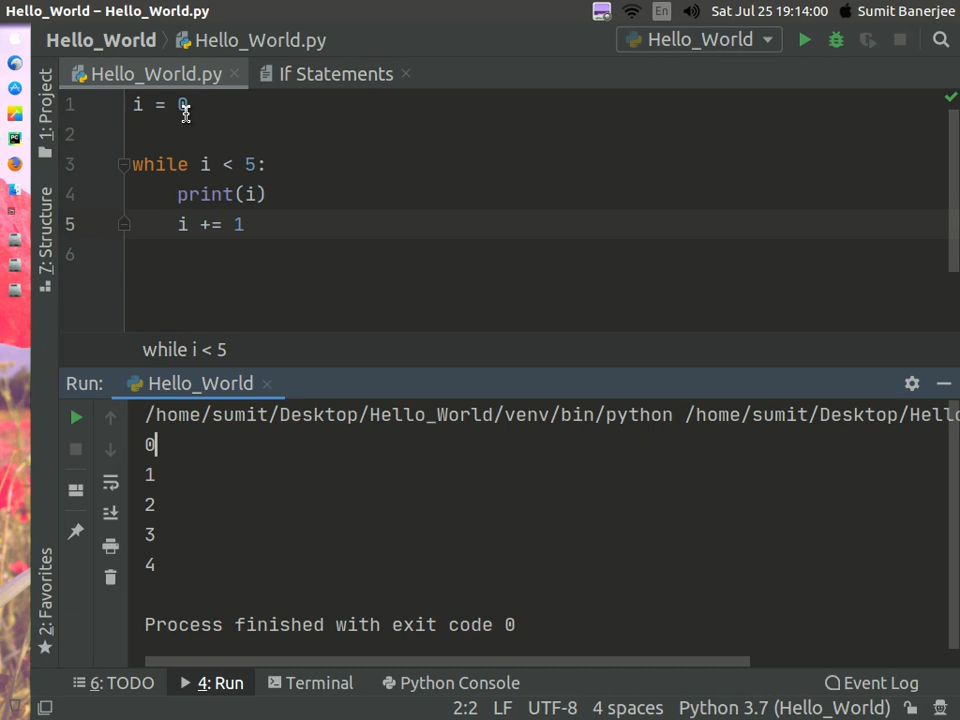 Hello_World – Hello_World.py
En
Sat Jul 25 19:14:00
Sumit Banerjee
Hello_World
Hello_World.py
Hello_World
Hello_World.py
If Statements
1: Project
7: Structure
2: Favorites
1 i = 0
2
3 while i < 5:
4 print(i)
5 i += 1
6
while i < 5
Run: Hello_World
/home/sumit/Desktop/Hello_World/venv/bin/python /home/sumit/Desktop/Hello
0
1
2
3
4
Process finished with exit code 0
6: TODO
4: Run
Terminal
Python Console
Event Log
2:2 LF UTF-8 4 spaces Python 3.7 (Hello_World)